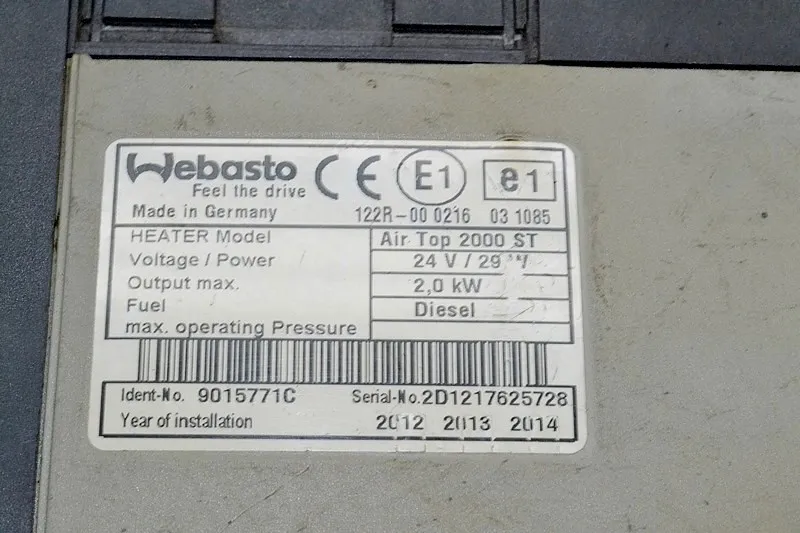 Webasto
Feel the drive
CE E1 e1
Made in Germany 122R-00 0216 03 1085
HEATER Model Air Top 2000 ST
Voltage / Power 24 V / 29
Output max. 2,0 kW
Fuel Diesel
max. operating Pressure
Ident-No. 9015771C Serial-No. 2D1217625728
Year of installation 2012 2013 2014